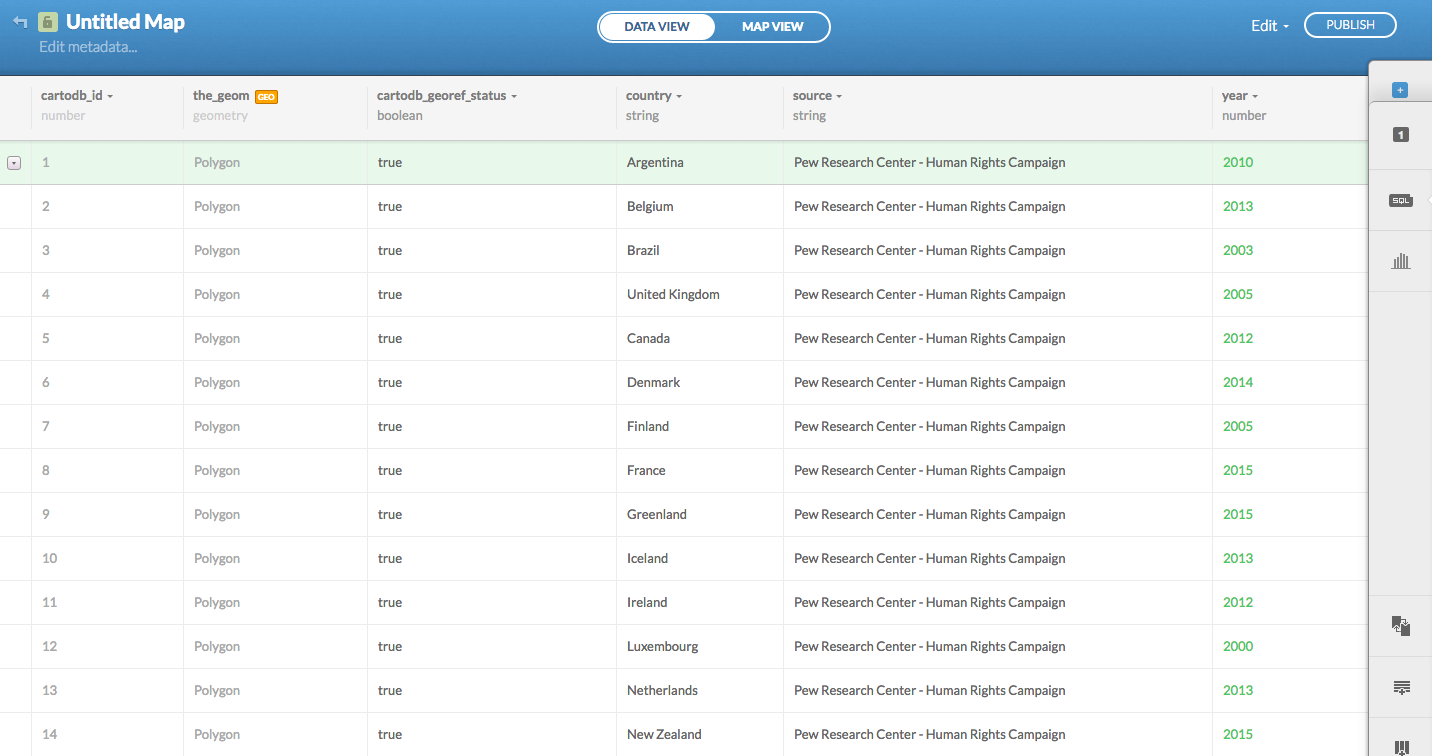 Untitled Map
Edit metadata...
DATA VIEW MAP VIEW
Edit PUBLISH
cartodb_id the_geom GEO cartodb_georef_status country source year
number geometry boolean string string number
1 Polygon true Argentina Pew Research Center - Human Rights Campaign 2010
2 Polygon true Belgium Pew Research Center - Human Rights Campaign 2013
3 Polygon true Brazil Pew Research Center - Human Rights Campaign 2003
4 Polygon true United Kingdom Pew Research Center - Human Rights Campaign 2005
5 Polygon true Canada Pew Research Center - Human Rights Campaign 2012
6 Polygon true Denmark Pew Research Center - Human Rights Campaign 2014
7 Polygon true Finland Pew Research Center - Human Rights Campaign 2005
8 Polygon true France Pew Research Center - Human Rights Campaign 2015
9 Polygon true Greenland Pew Research Center - Human Rights Campaign 2015
10 Polygon true Iceland Pew Research Center - Human Rights Campaign 2013
11 Polygon true Ireland Pew Research Center - Human Rights Campaign 2012
12 Polygon true Luxembourg Pew Research Center - Human Rights Campaign 2000
13 Polygon true Netherlands Pew Research Center - Human Rights Campaign 2013
14 Polygon true New Zealand Pew Research Center - Human Rights Campaign 2015
1
SQL